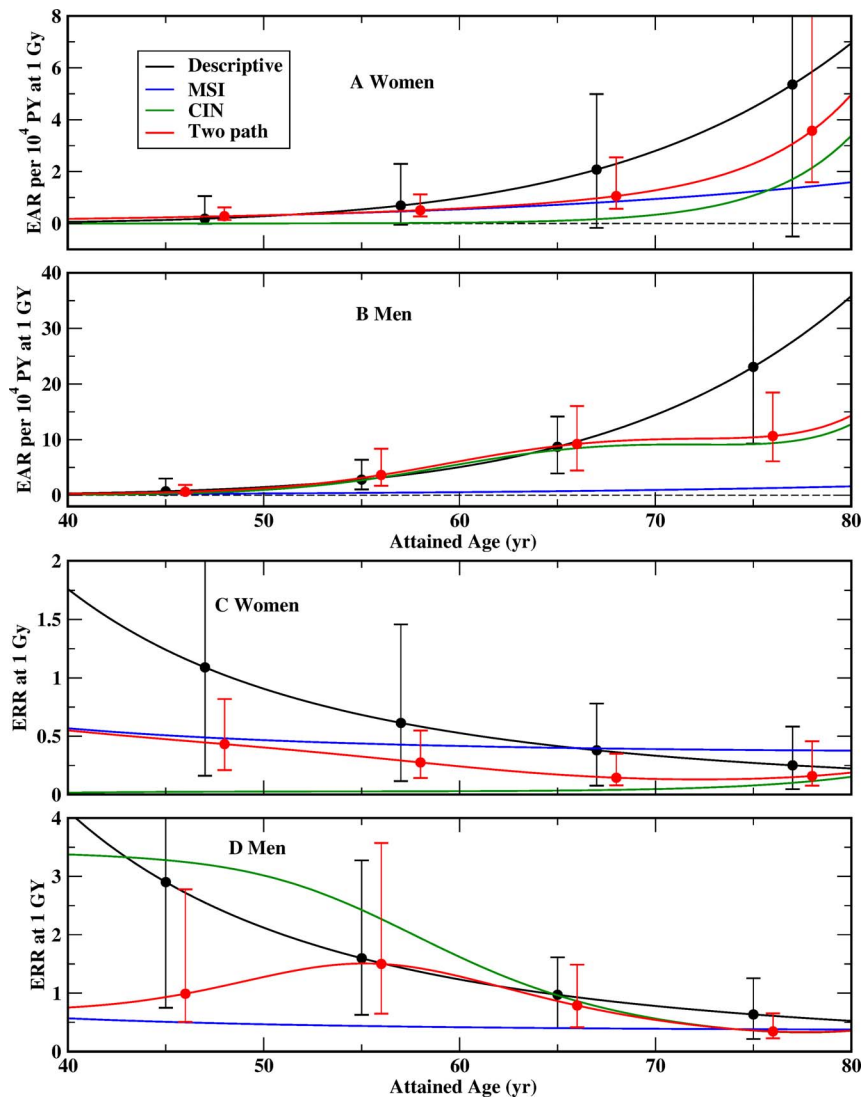 8
6
4
2
0
EAR per 10⁴ PY at 1 Gy
Descriptive
MSI
CIN
Two path
A Women
40
30
20
10
0
EAR per 10⁴ PY at 1 GY
B Men
40 50 60 70 80
Attained Age (yr)
2
1.5
1
0.5
0
ERR at 1 Gy
C Women
4
3
2
1
0
ERR at 1 GY
D Men
40 50 60 70 80
Attained Age (yr)